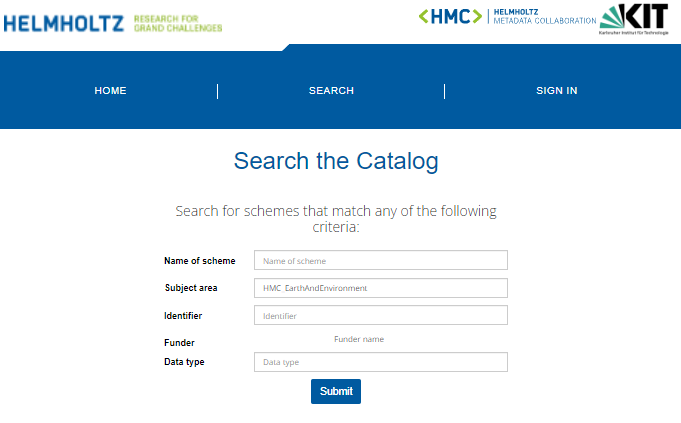 HELMHOLTZ RESEARCH FOR GRAND CHALLENGES
<HMC> HELMHOLTZ METADATA COLLABORATION
KIT
Karlsruher Institut für Technologie
HOME SEARCH SIGN IN
Search the Catalog
Search for schemes that match any of the following
criteria:
Name of scheme Name of scheme
Subject area HMC_EarthAndEnvironment
Identifier Identifier
Funder Funder name
Data type Data type
Submit